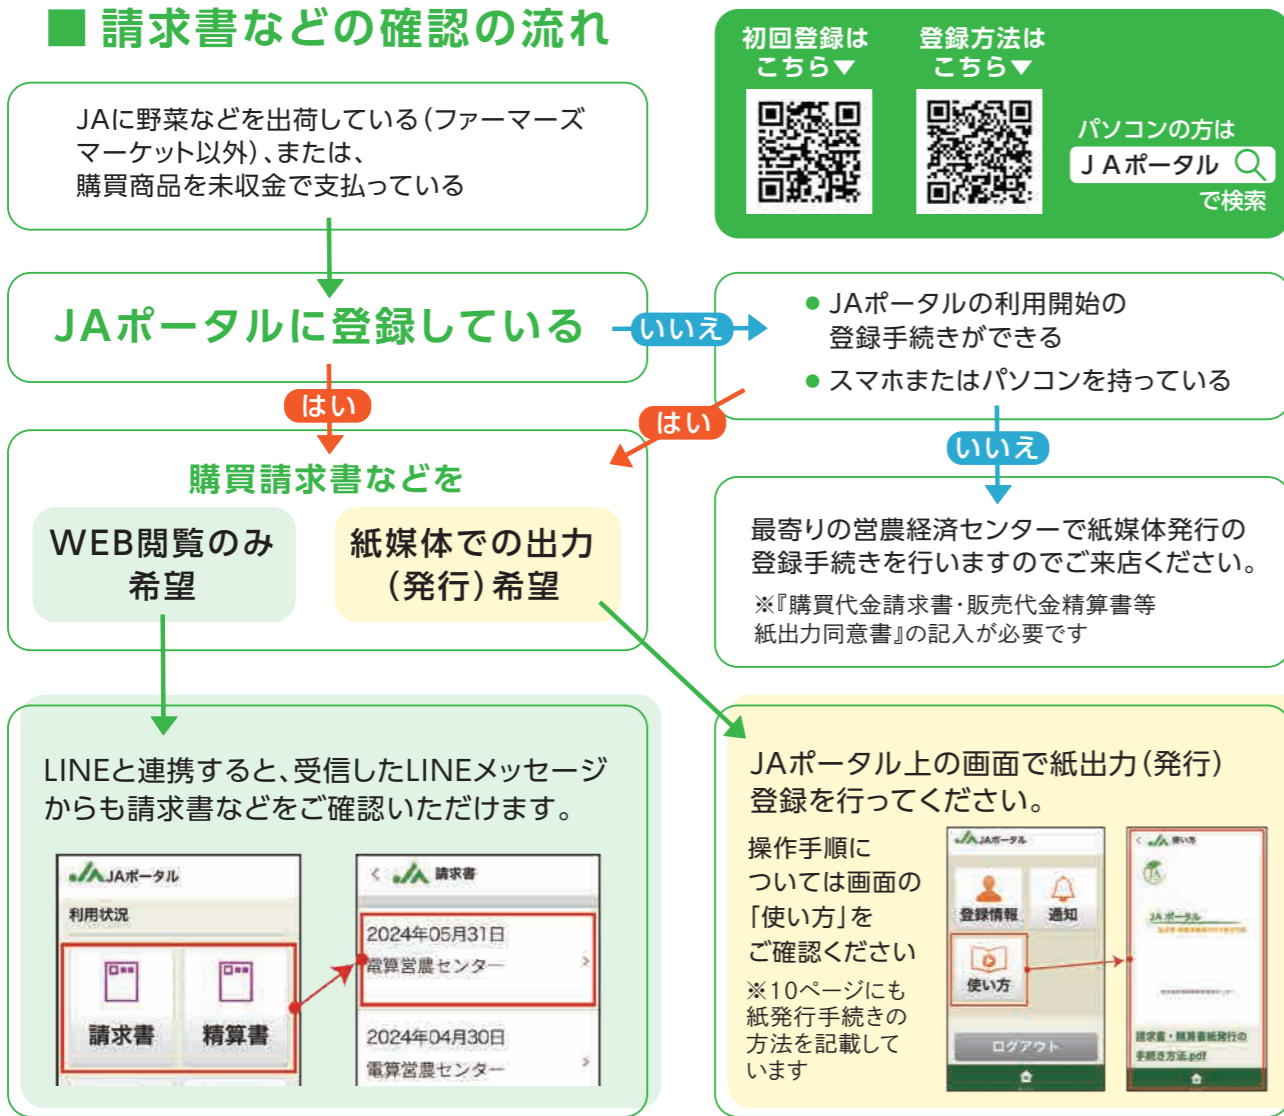 ■ 請求書などの確認の流れ
初回登録は
こちら▼
登録方法は
こちら▼
パソコンの方は
JAポータル
で検索
JAに野菜などを出荷している（ファーマーズ
マーケット以外）、または、
購買商品を未収金で支払っている
JAポータルに登録している
いいえ
はい
● JAポータルの利用開始の
登録手続きができる
● スマホまたはパソコンを持っている
はい
いいえ
購買請求書などを
WEB閲覧のみ
希望
紙媒体での出力
（発行）希望
最寄りの営農経済センターで紙媒体発行の
登録手続きを行いますのでご来店ください。
※『購買代金請求書・販売代金精算書等
紙出力同意書』の記入が必要です
LINEと連携すると、受信したLINEメッセージ
からも請求書などをご確認いただけます。
JAポータル
利用状況
請求書
精算書
< 請求書
2024年05月31日
電算営農センター
>
2024年04月30日
電算営農センター
>
JAポータル上の画面で紙出力（発行）
登録を行ってください。
操作手順に
ついては画面の
「使い方」を
ご確認ください
※10ページにも
紙発行手続きの
方法を記載して
います
JAポータル
登録情報
通知
使い方
ログアウト
< 使い方
JA ポータル
請求書・精算書紙発行の
手続き方法.pdf